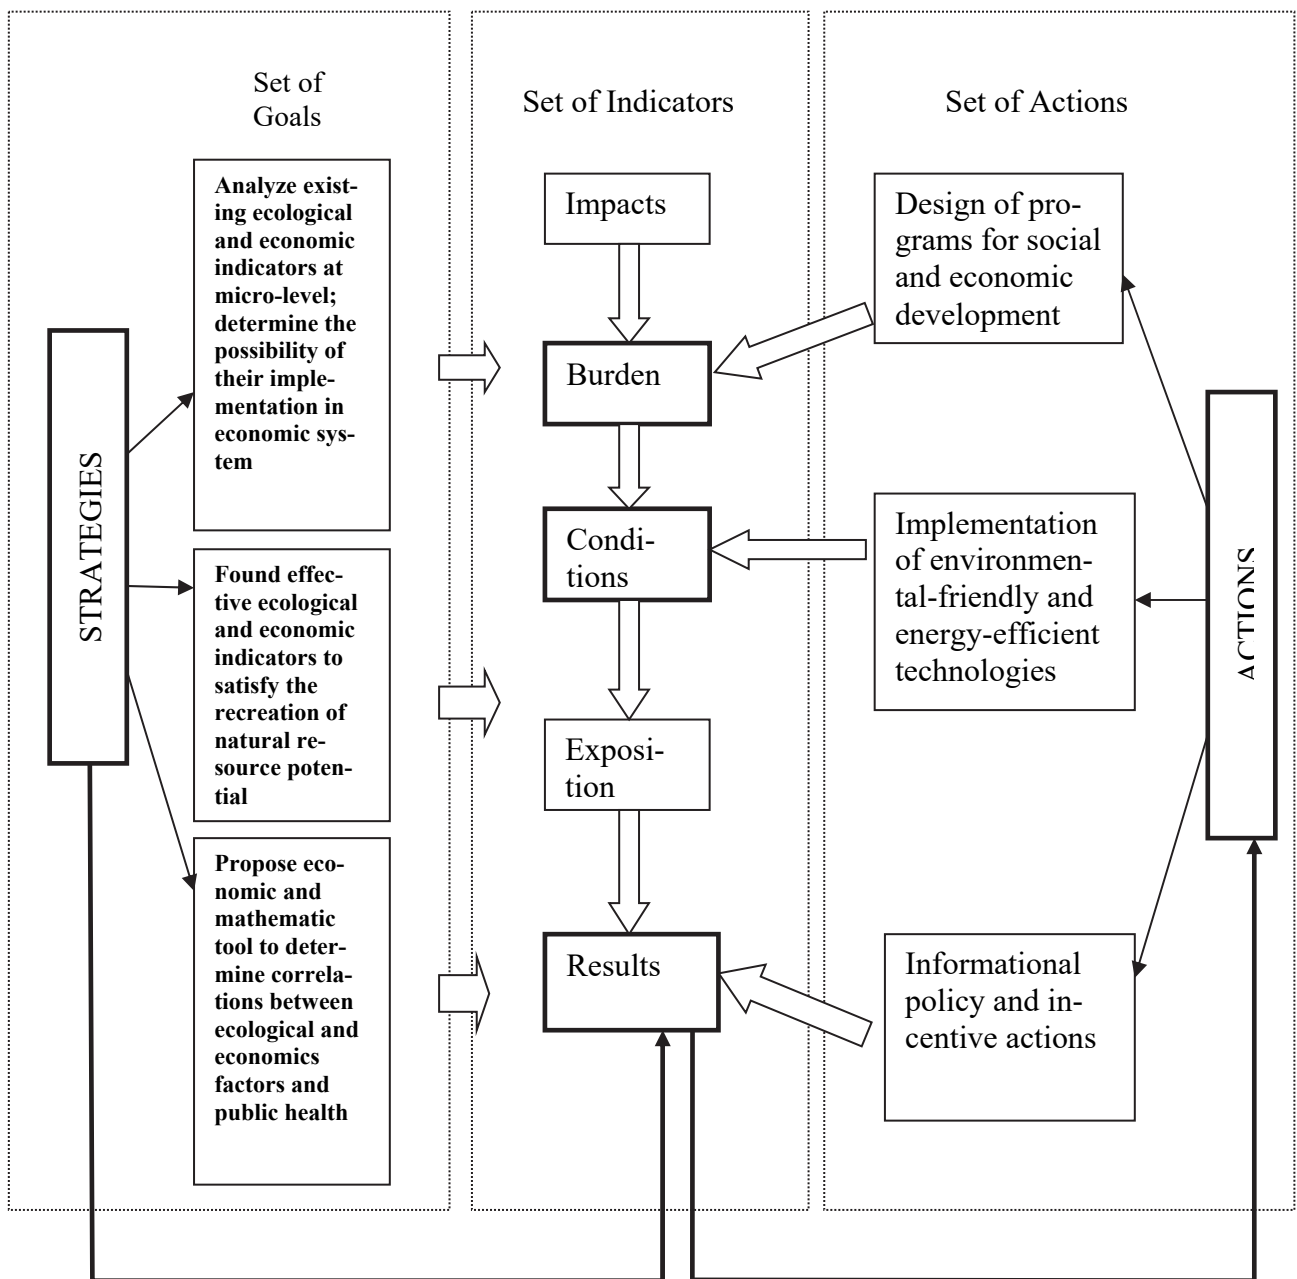 Set of
Goals
Analyze exist-
ing ecological
and economic
indicators at
micro-level;
determine the
possibility of
their imple-
mentation in
economic sys-
tem
Found effec-
tive ecological
and economic
indicators to
satisfy the
recreation of
natural re-
source poten-
tial
Propose eco-
nomic and
mathematic
tool to deter-
mine correla-
tions between
ecological and
economics
factors and
public health
STRATEGIES
Set of Indicators
Impacts
Burden
Condi-
tions
Exposi-
tion
Results
Set of Actions
Design of pro-
grams for social
and economic
development
Implementation
of environmen-
tal-friendly and
energy-efficient
technologies
Informational
policy and in-
centive actions
ACTIONS